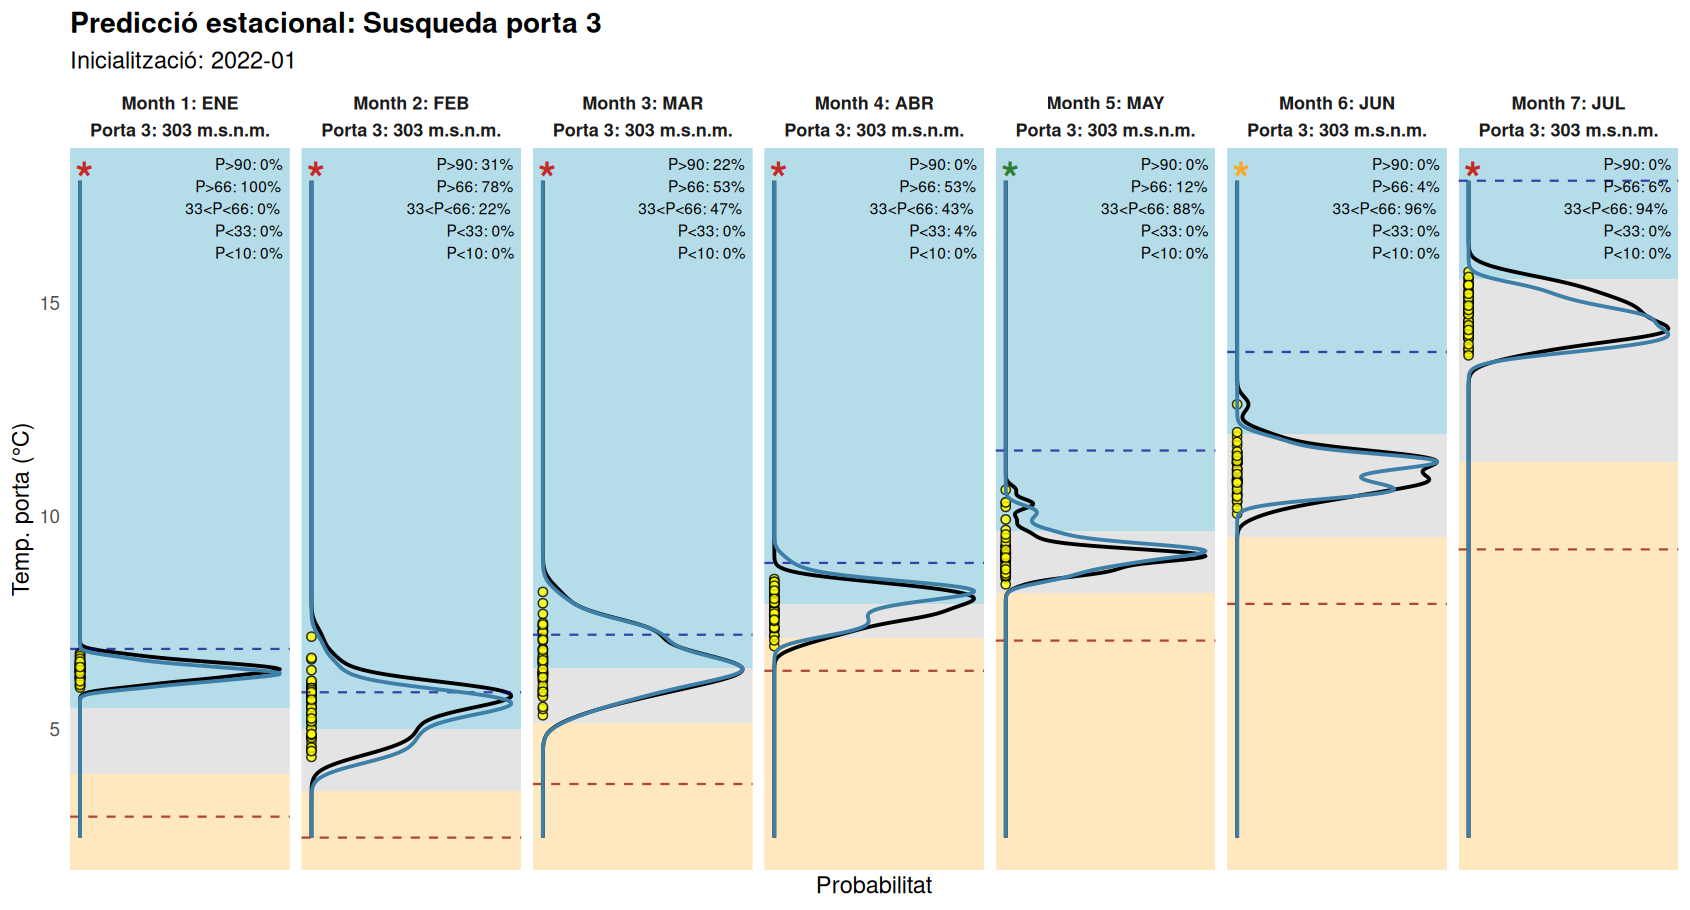 Predicció estacional: Susqueda porta 3
Inicialització: 2022-01
Month 1: ENE
Porta 3: 303 m.s.n.m.
Month 2: FEB
Porta 3: 303 m.s.n.m.
Month 3: MAR
Porta 3: 303 m.s.n.m.
Month 4: ABR
Porta 3: 303 m.s.n.m.
Month 5: MAY
Porta 3: 303 m.s.n.m.
Month 6: JUN
Porta 3: 303 m.s.n.m.
Month 7: JUL
Porta 3: 303 m.s.n.m.
*
P>90: 0%
P>66: 100%
33<P<66: 0%
P<33: 0%
P<10: 0%
*
P>90: 31%
P>66: 78%
33<P<66: 22%
P<33: 0%
P<10: 0%
*
P>90: 22%
P>66: 53%
33<P<66: 47%
P<33: 0%
P<10: 0%
*
P>90: 0%
P>66: 53%
33<P<66: 43%
P<33: 4%
P<10: 0%
*
P>90: 0%
P>66: 12%
33<P<66: 88%
P<33: 0%
P<10: 0%
*
P>90: 0%
P>66: 4%
33<P<66: 96%
P<33: 0%
P<10: 0%
*
P>90: 0%
P>66: 6%
33<P<66: 94%
P<33: 0%
P<10: 0%
15
10
5
Temp. porta (°C)
Probabilitat